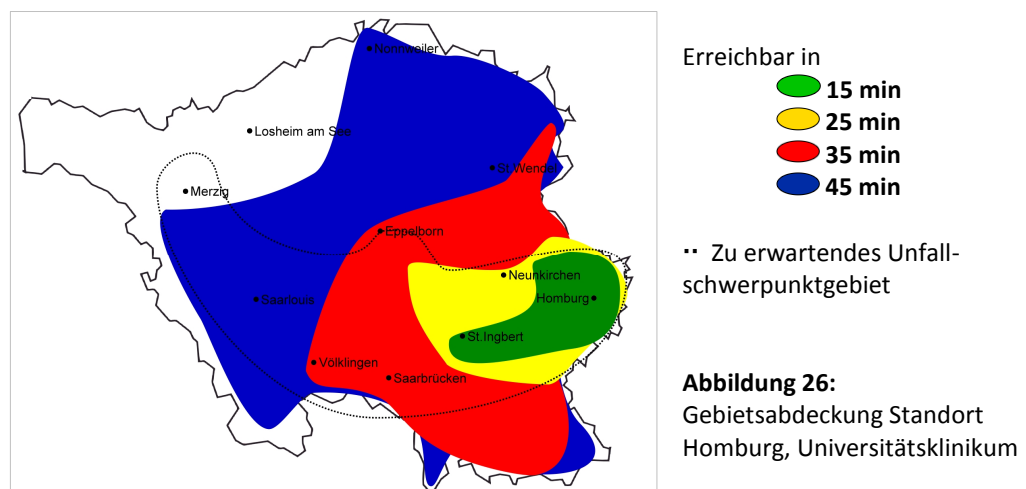 Nonnweiler
Losheim am See
St.Wendel
Merzig
Eppelborn
Neunkirchen
Saarlouis
Homburg
St.Ingbert
Völklingen
Saarbrücken
Erreichbar in
15 min
25 min
35 min
45 min
·· Zu erwartendes Unfall-
schwerpunktgebiet
Abbildung 26:
Gebietsabdeckung Standort
Homburg, Universitätsklinikum